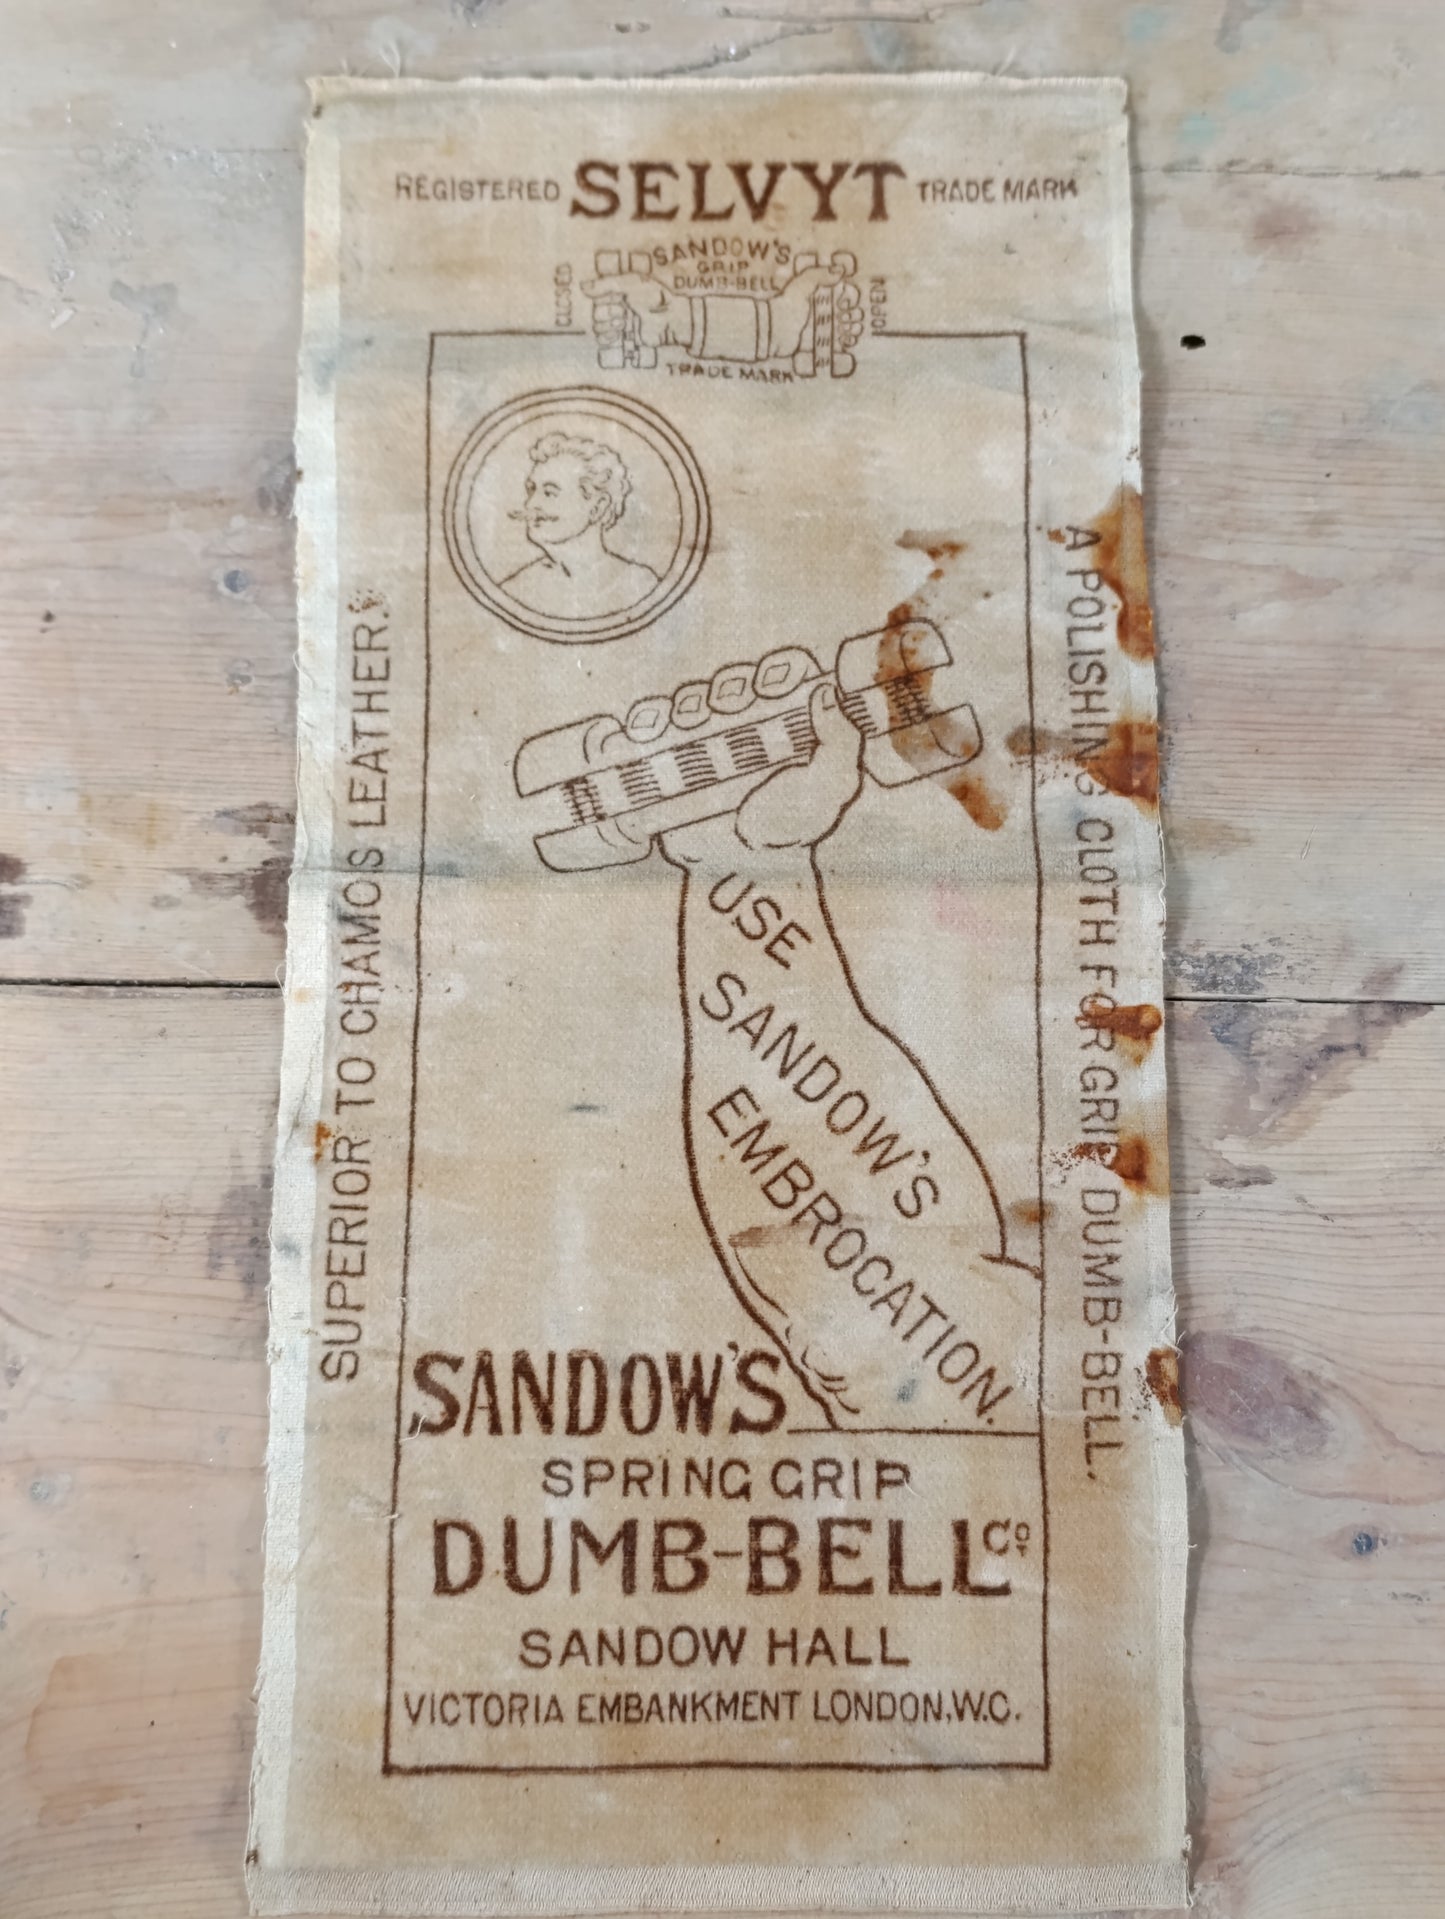 REGISTERED SELVYT TRADE MARK
SANDOW'S
GRIP
DUMB-BELL
CLOSED
OPEN
TRADE MARK
SUPERIOR TO CHAMOS LEATHER.
A POLISHING CLOTH FOR GRIP DUMB-BELL.
USE
SANDOW'S
EMBROCATION.
SANDOW'S
SPRING GRIP
DUMB-BELL Co.
SANDOW HALL
VICTORIA EMBANKMENT LONDON.W.C.